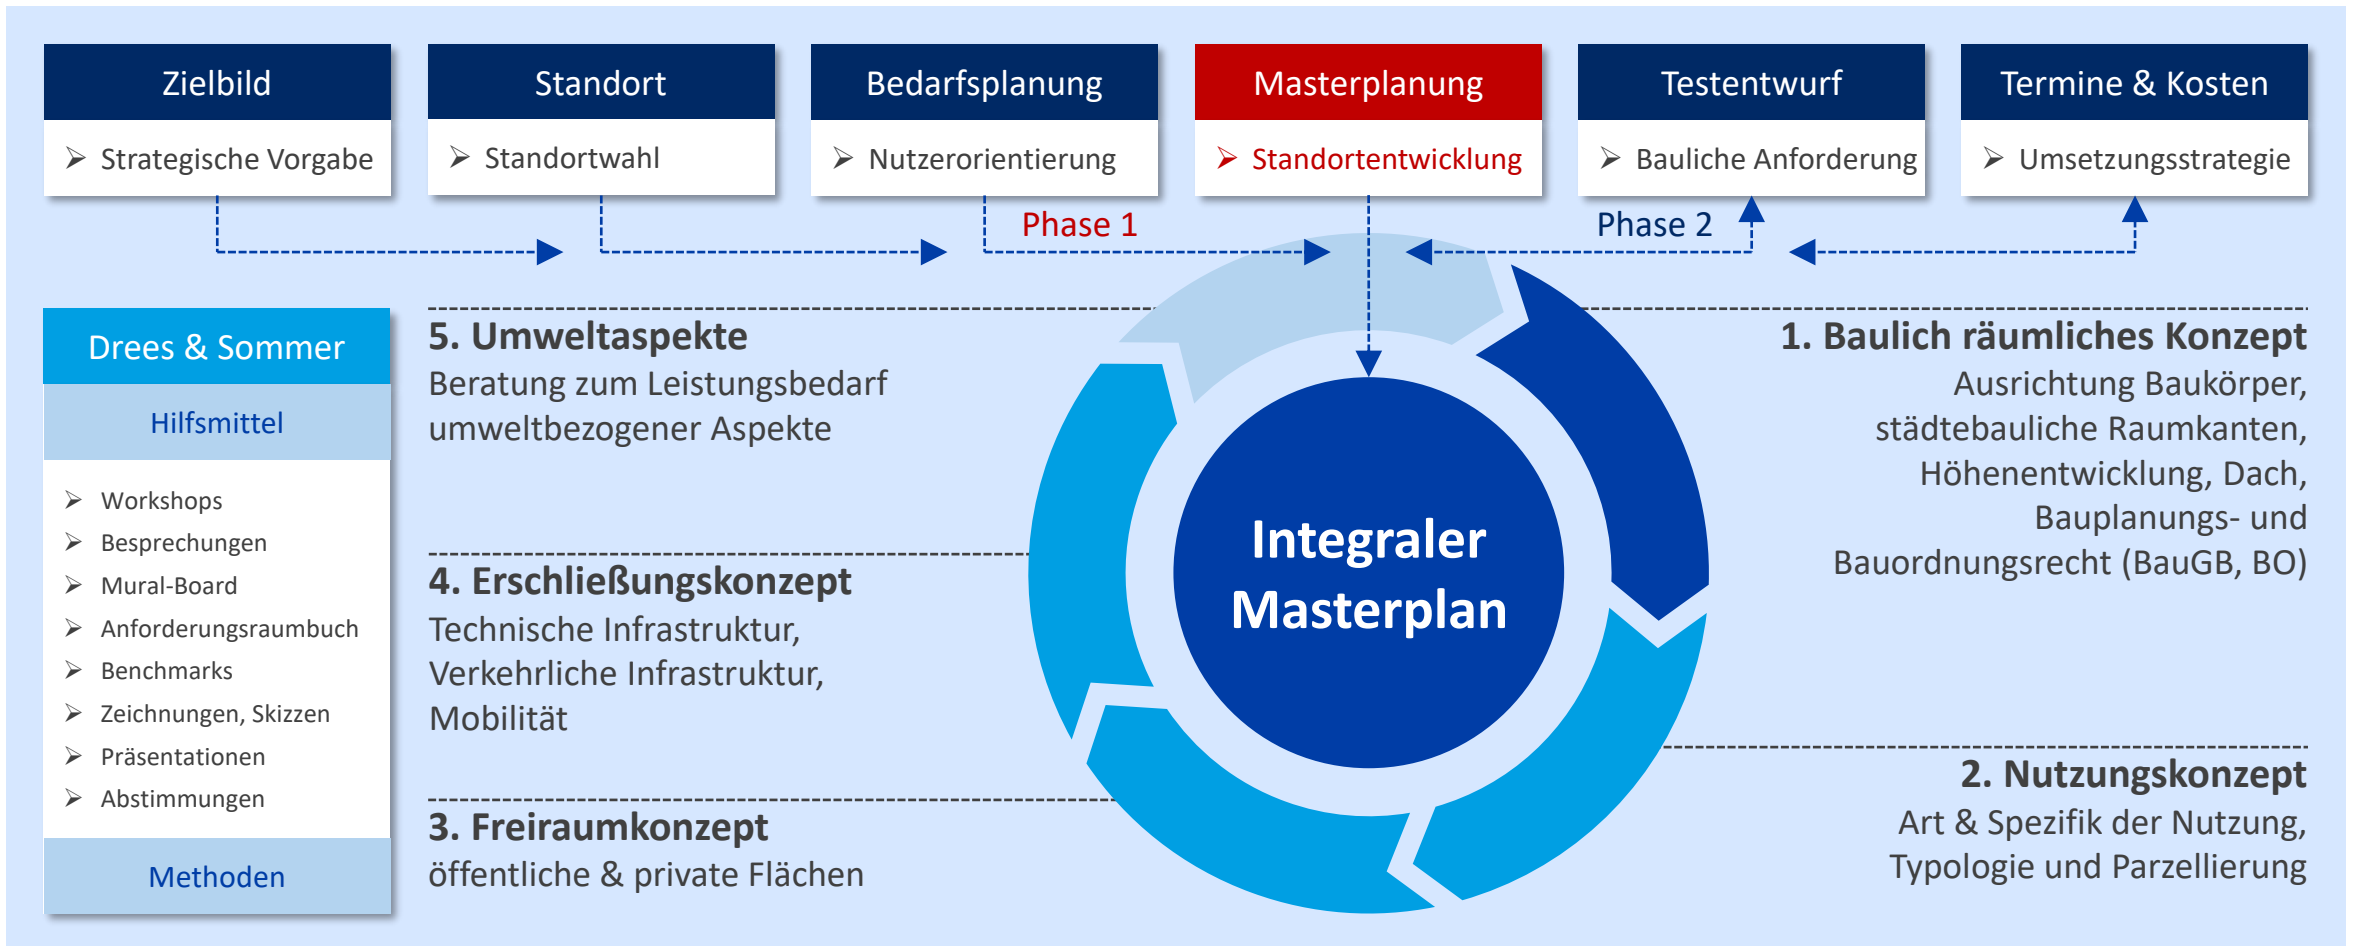 Zielbild
Strategische Vorgabe
Standort
Standortwahl
Bedarfsplanung
Nutzerorientierung
Masterplanung
Standortentwicklung
Testentwurf
Bauliche Anforderung
Termine & Kosten
Umsetzungsstrategie
Phase 1
Phase 2
Drees & Sommer
Hilfsmittel
Workshops
Besprechungen
Mural-Board
Anforderungsraumbuch
Benchmarks
Zeichnungen, Skizzen
Präsentationen
Abstimmungen
Methoden
5. Umweltaspekte
Beratung zum Leistungsbedarf
umweltbezogener Aspekte
4. Erschließungskonzept
Technische Infrastruktur,
Verkehrliche Infrastruktur,
Mobilität
3. Freiraumkonzept
öffentliche & private Flächen
Integraler
Masterplan
1. Baulich räumliches Konzept
Ausrichtung Baukörper,
städtebauliche Raumkanten,
Höhenentwicklung, Dach,
Bauplanungs- und
Bauordnungsrecht (BauGB, BO)
2. Nutzungskonzept
Art & Spezifik der Nutzung,
Typologie und Parzellierung